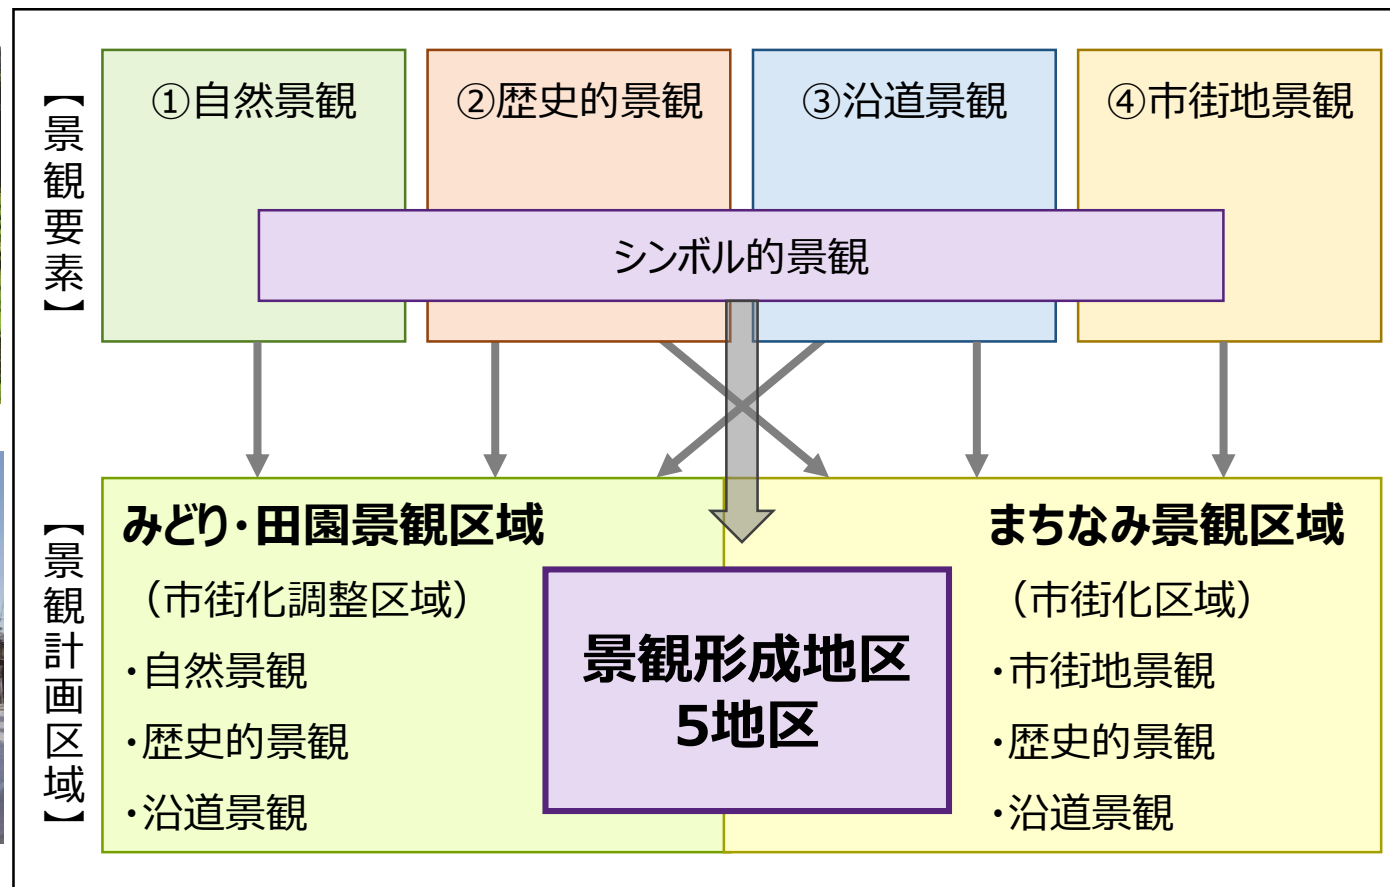 【景観要素】
①自然景観
②歴史的景観
③沿道景観
④市街地景観
シンボル的景観
【景観計画区域】
みどり・田園景観区域
（市街化調整区域）
・自然景観
・歴史的景観
・沿道景観
景観形成地区
5地区
まちなみ景観区域
（市街化区域）
・市街地景観
・歴史的景観
・沿道景観